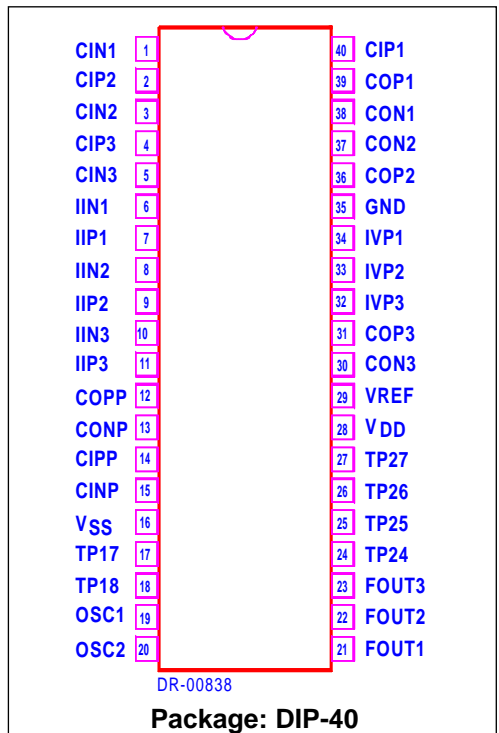 CIN1 1 40 CIP1
CIP2 2 39 COP1
CIN2 3 38 CON1
CIP3 4 37 CON2
CIN3 5 36 COP2
IIN1 6 35 GND
IIP1 7 34 IVP1
IIN2 8 33 IVP2
IIP2 9 32 IVP3
IIN3 10 31 COP3
IIP3 11 30 CON3
COPP 12 29 VREF
CONP 13 28 VDD
CIPP 14 27 TP27
CINP 15 26 TP26
VSS 16 25 TP25
TP17 17 24 TP24
TP18 18 23 FOUT3
OSC1 19 22 FOUT2
OSC2 20 21 FOUT1
DR-00838
Package: DIP-40